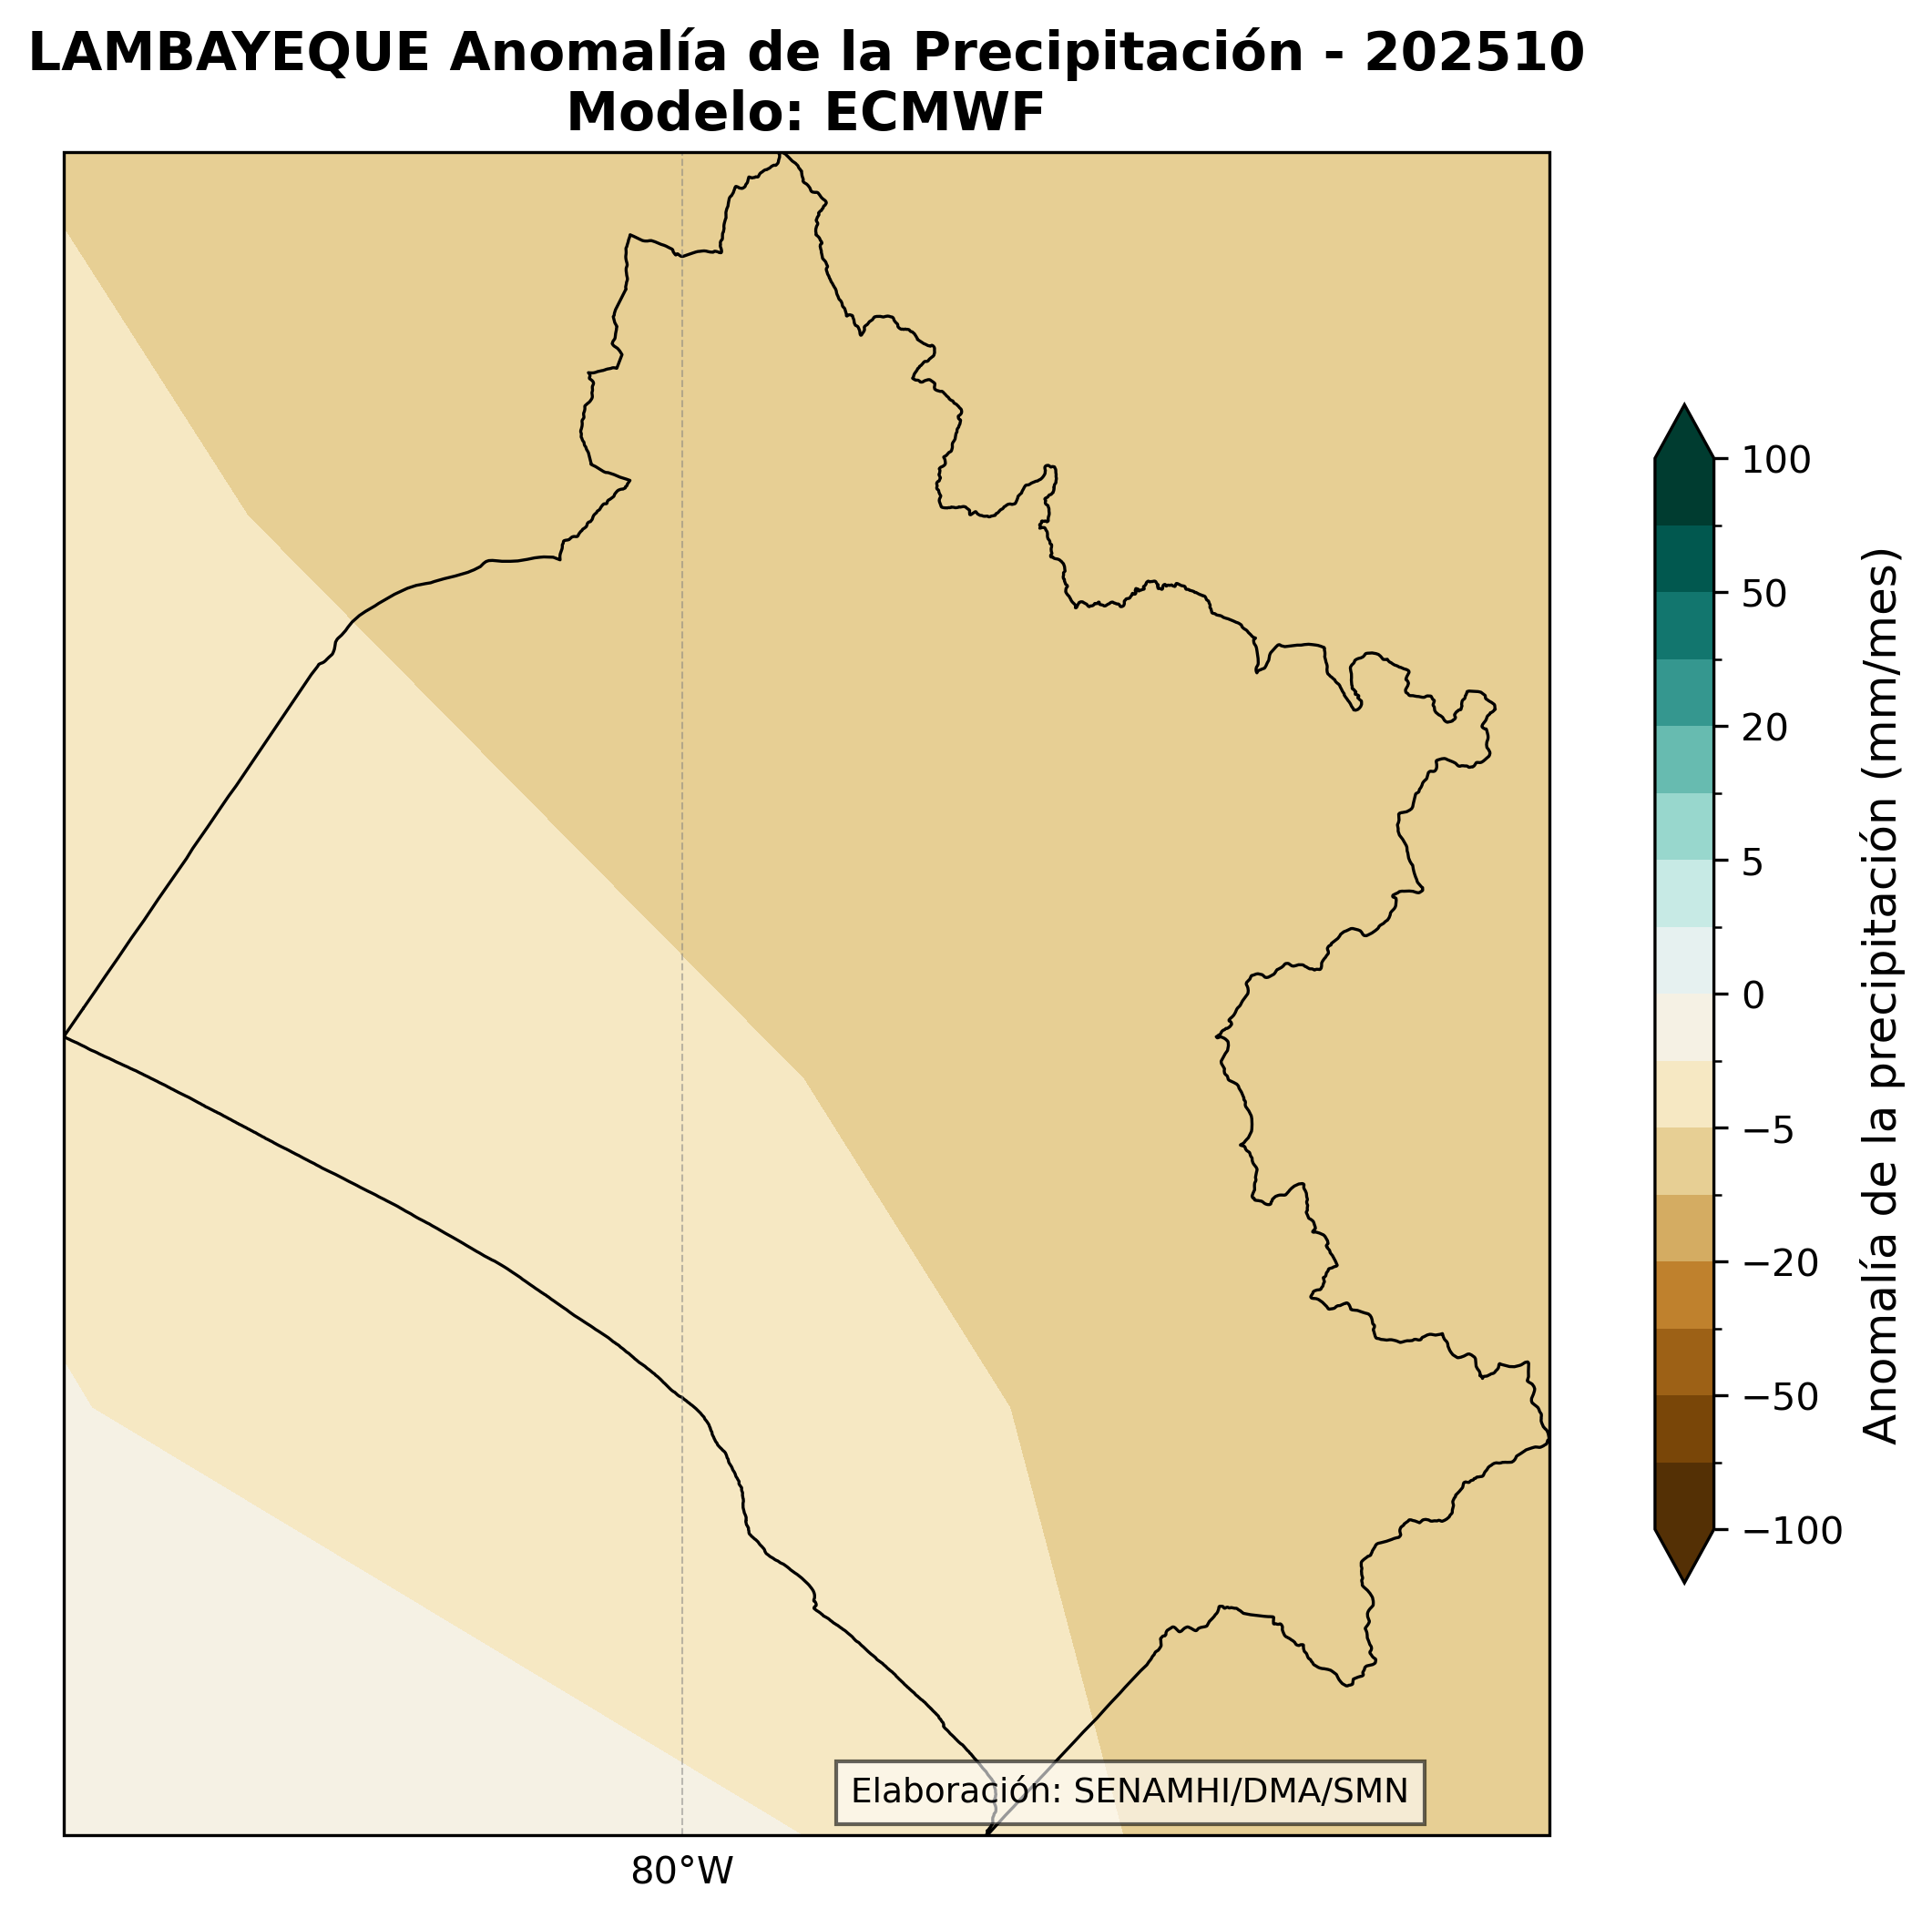 LAMBAYEQUE Anomalía de la Precipitación - 202510
Modelo: ECMWF
100
50
20
5
0
−5
−20
−50
−100
Anomalía de la precipitación (mm/mes)
Elaboración: SENAMHI/DMA/SMN
80°W